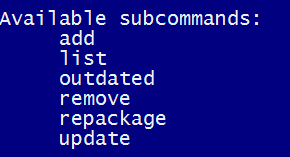 Available subcommands:
add
list
outdated
remove
repackage
update